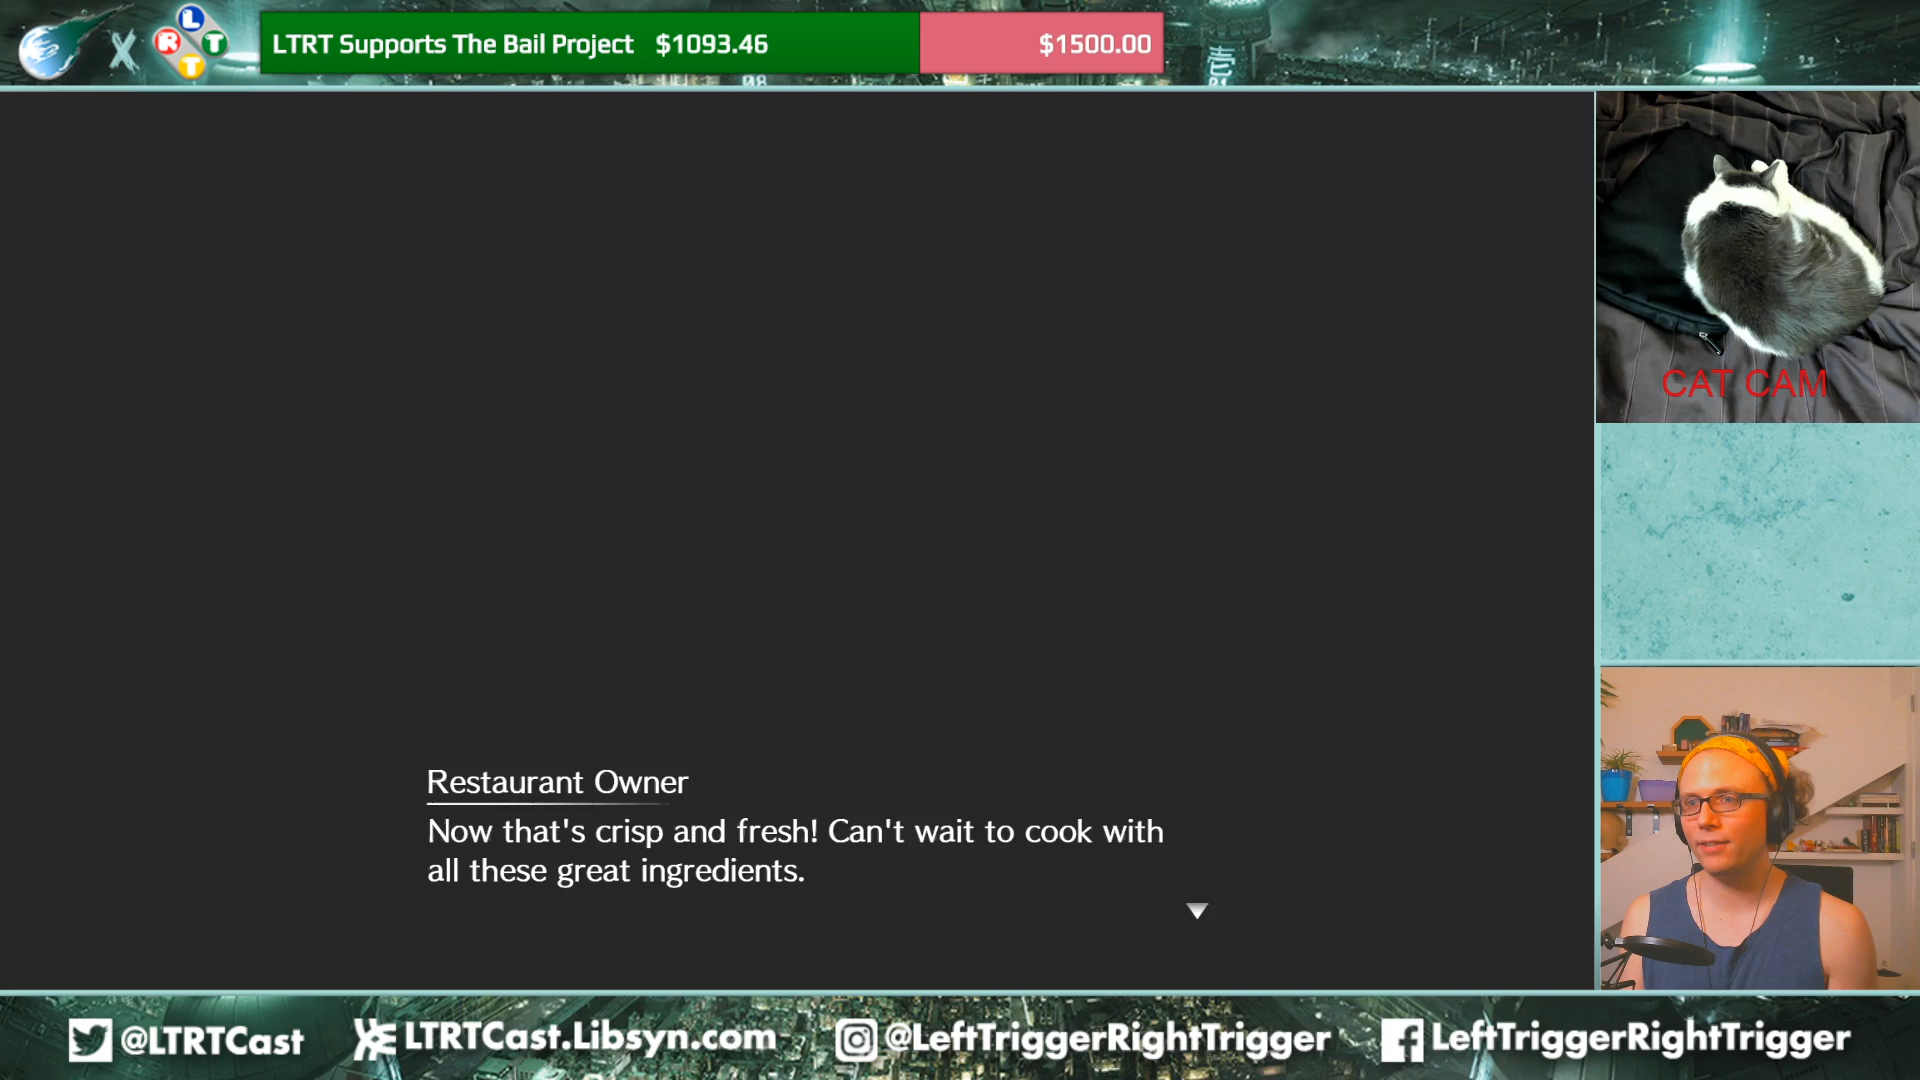 X
L
R
T
T
LTRT Supports The Bail Project $1093.46 $1500.00
08
CAT CAM
Restaurant Owner
Now that's crisp and fresh! Can't wait to cook with
all these great ingredients.
@LTRTCast LTRTCast.Libsyn.com @LeftTriggerRightTrigger LeftTriggerRightTrigger